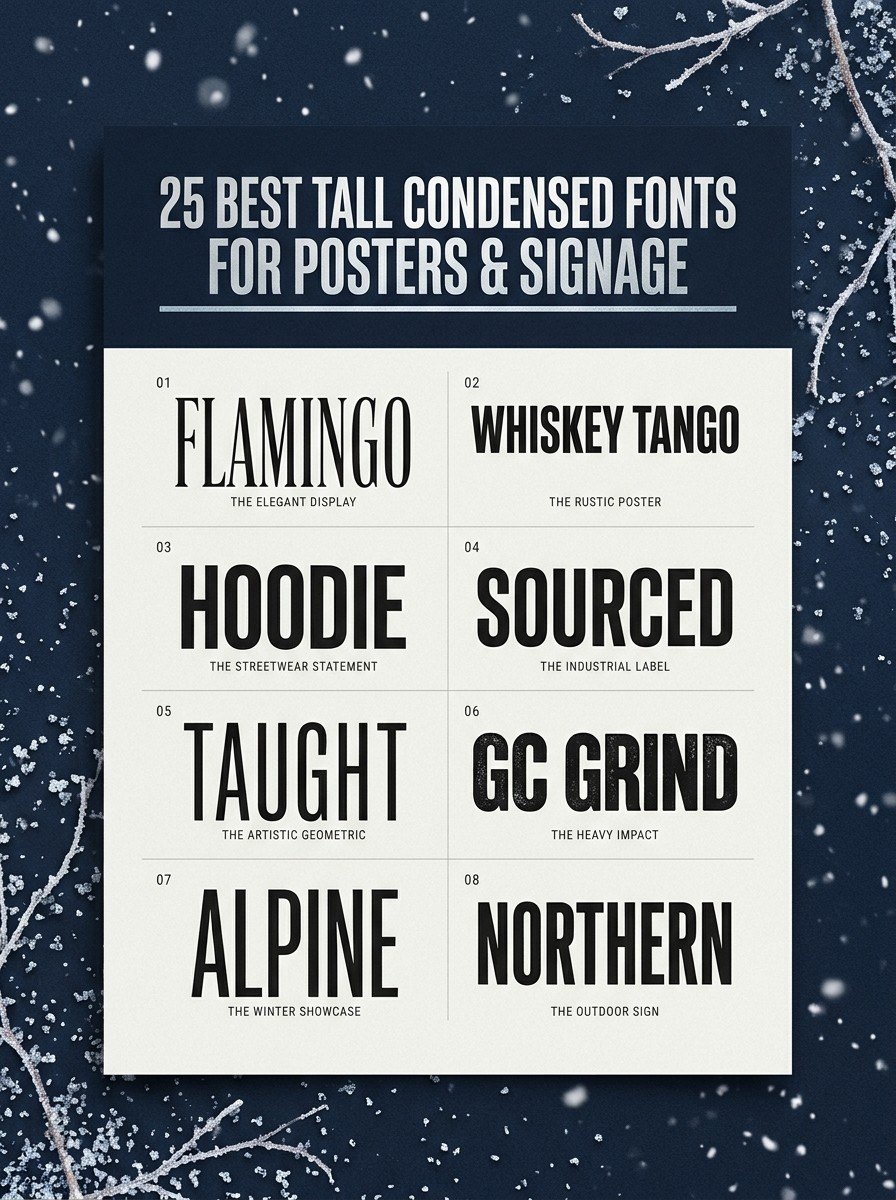 25 BEST TALL CONDENSED FONTS
FOR POSTERS & SIGNAGE
01
FLAMINGO
THE ELEGANT DISPLAY
02
WHISKEY TANGO
THE RUSTIC POSTER
03
HOODIE
THE STREETWEAR STATEMENT
04
SOURCED
THE INDUSTRIAL LABEL
05
TAUGHT
THE ARTISTIC GEOMETRIC
06
GC GRIND
THE HEAVY IMPACT
07
ALPINE
THE WINTER SHOWCASE
08
NORTHERN
THE OUTDOOR SIGN